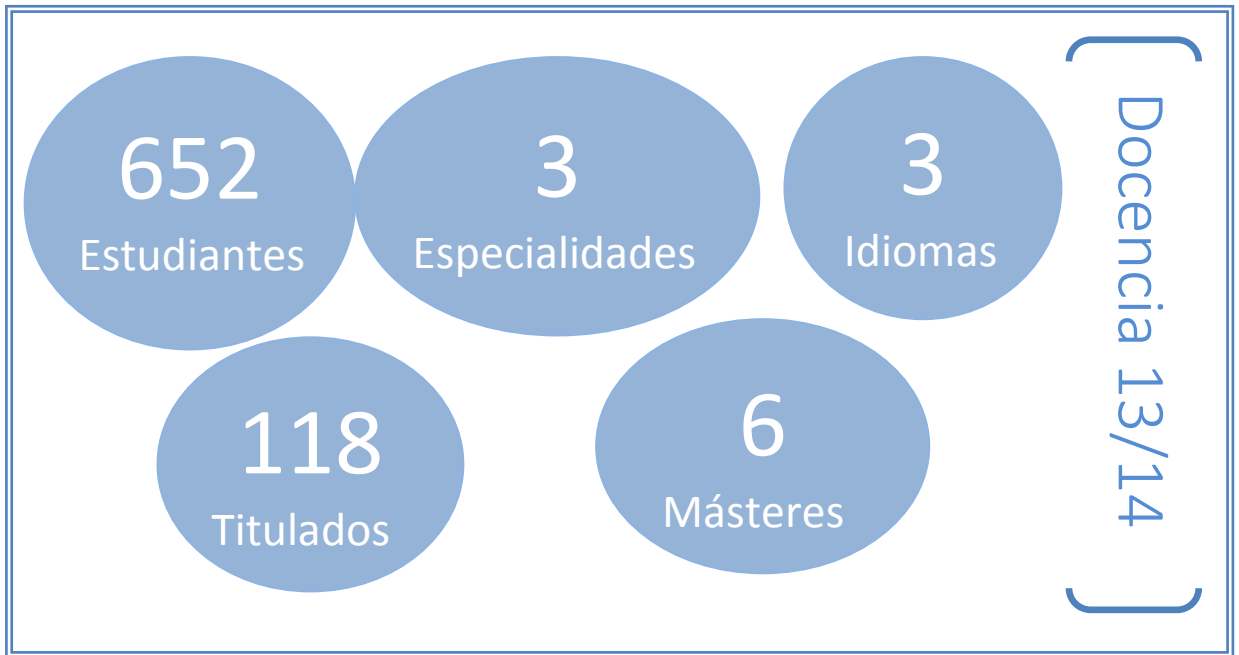 652
Estudiantes
3
Especialidades
3
Idiomas
118
Titulados
6
Másteres
Docencia 13/14